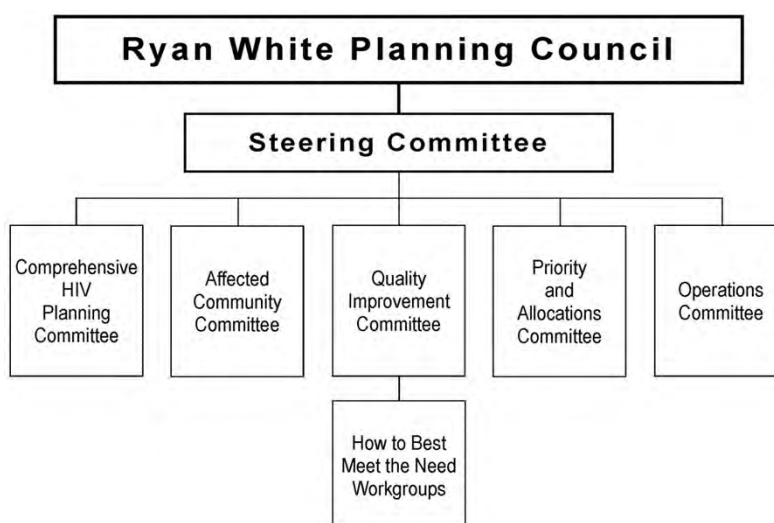 Ryan White Planning Council
Steering Committee
Comprehensive
HIV
Planning
Committee
Affected
Community
Committee
Quality
Improvement
Committee
Priority
and
Allocations
Committee
Operations
Committee
How to Best
Meet the Need
Workgroups